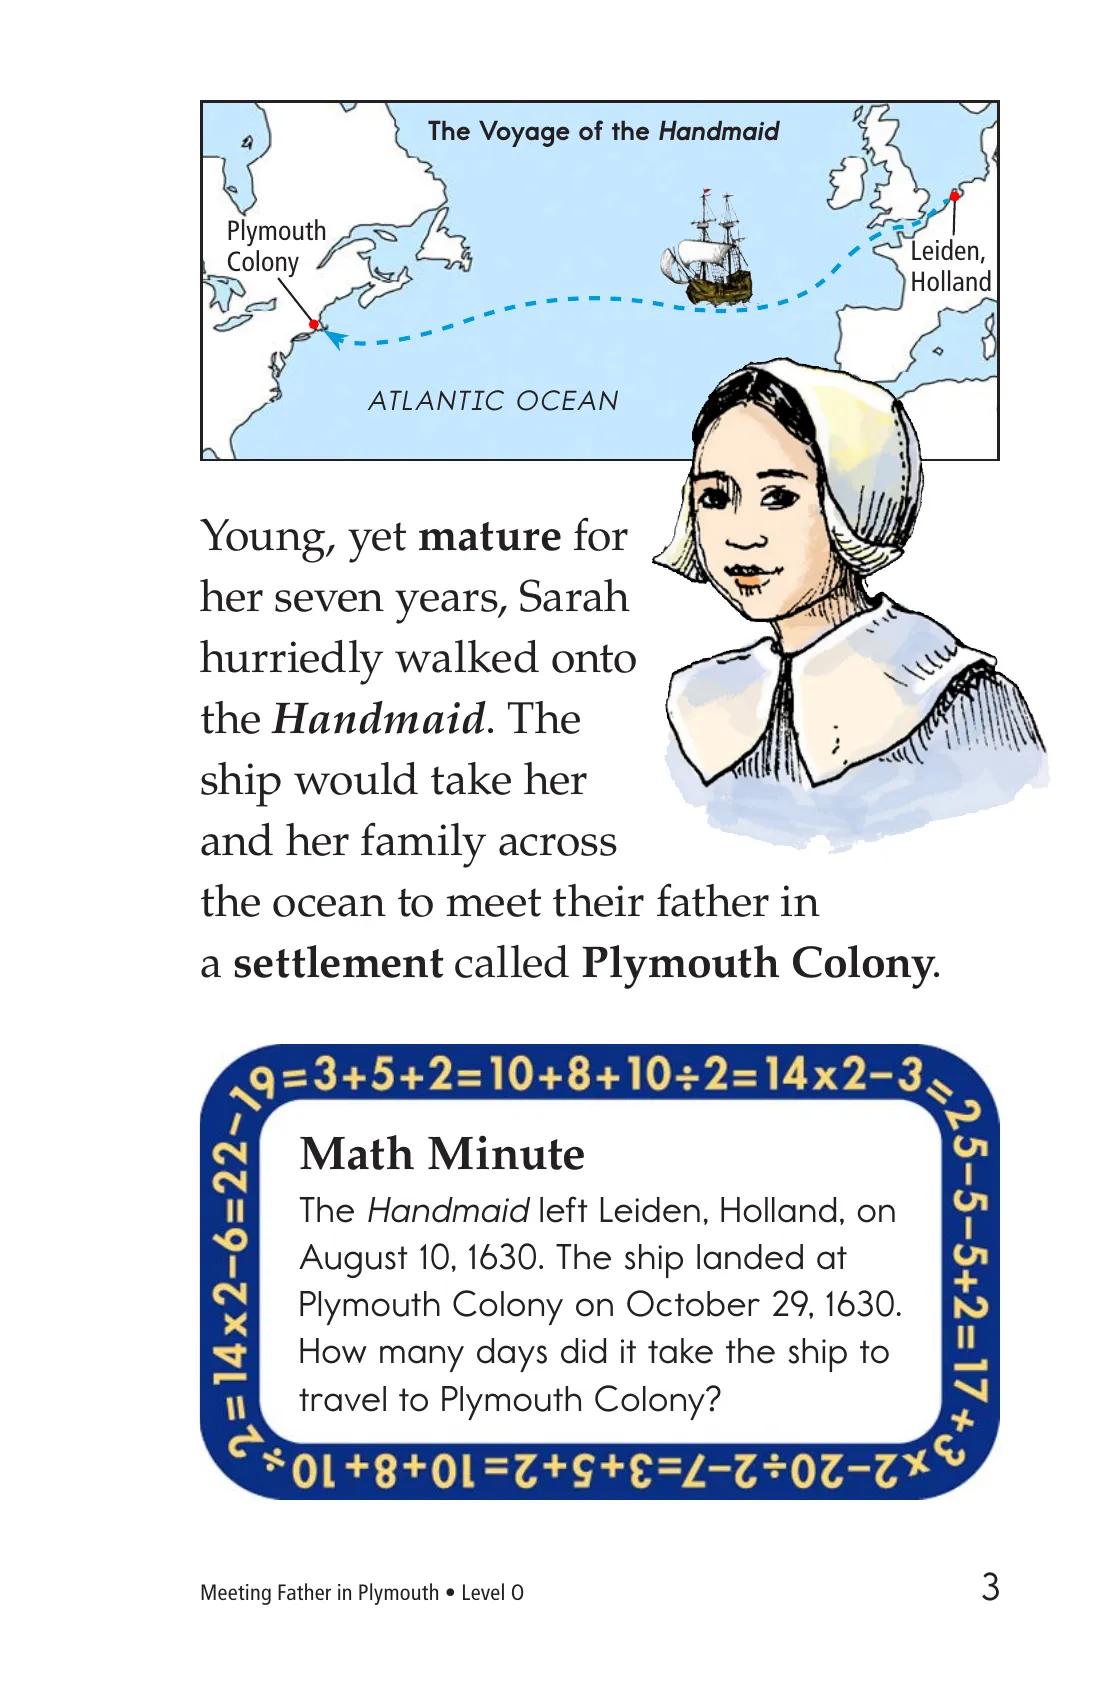 The Voyage of the Handmaid
Plymouth
Colony
Leiden,
Holland
ATLANTIC OCEAN
Young, yet mature for
her seven years, Sarah
hurriedly walked onto
the Handmaid. The
ship would take her
and her family across
the ocean to meet their father in
a settlement called Plymouth Colony.
19=3+5+2=10+8+10÷2=14x2-3=
25-5-5+2=17+3
x2-20÷2-7=3+5+2=10+8+10÷
2=14x2-6=22-
Math Minute
The Handmaid left Leiden, Holland, on
August 10, 1630. The ship landed at
Plymouth Colony on October 29, 1630.
How many days did it take the ship to
travel to Plymouth Colony?
Meeting Father in Plymouth • Level O
3